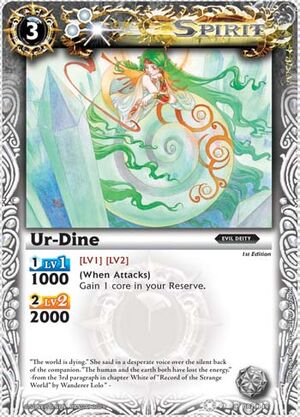 3
SPIRIT
Ur-Dine
EVIL DEITY
1st Edition
1 LV1
1000
[LV1] [LV2]
(When Attacks)
Gain 1 core in your Reserve.
2 LV2
2000
"The world is dying." She said in a desperate voice over the silent back
of the companion. "The human and the earth both have lost the energy."
-from the 3rd paragraph in chapter White of "Record of the Strange
World" by Wanderer Lolo" -